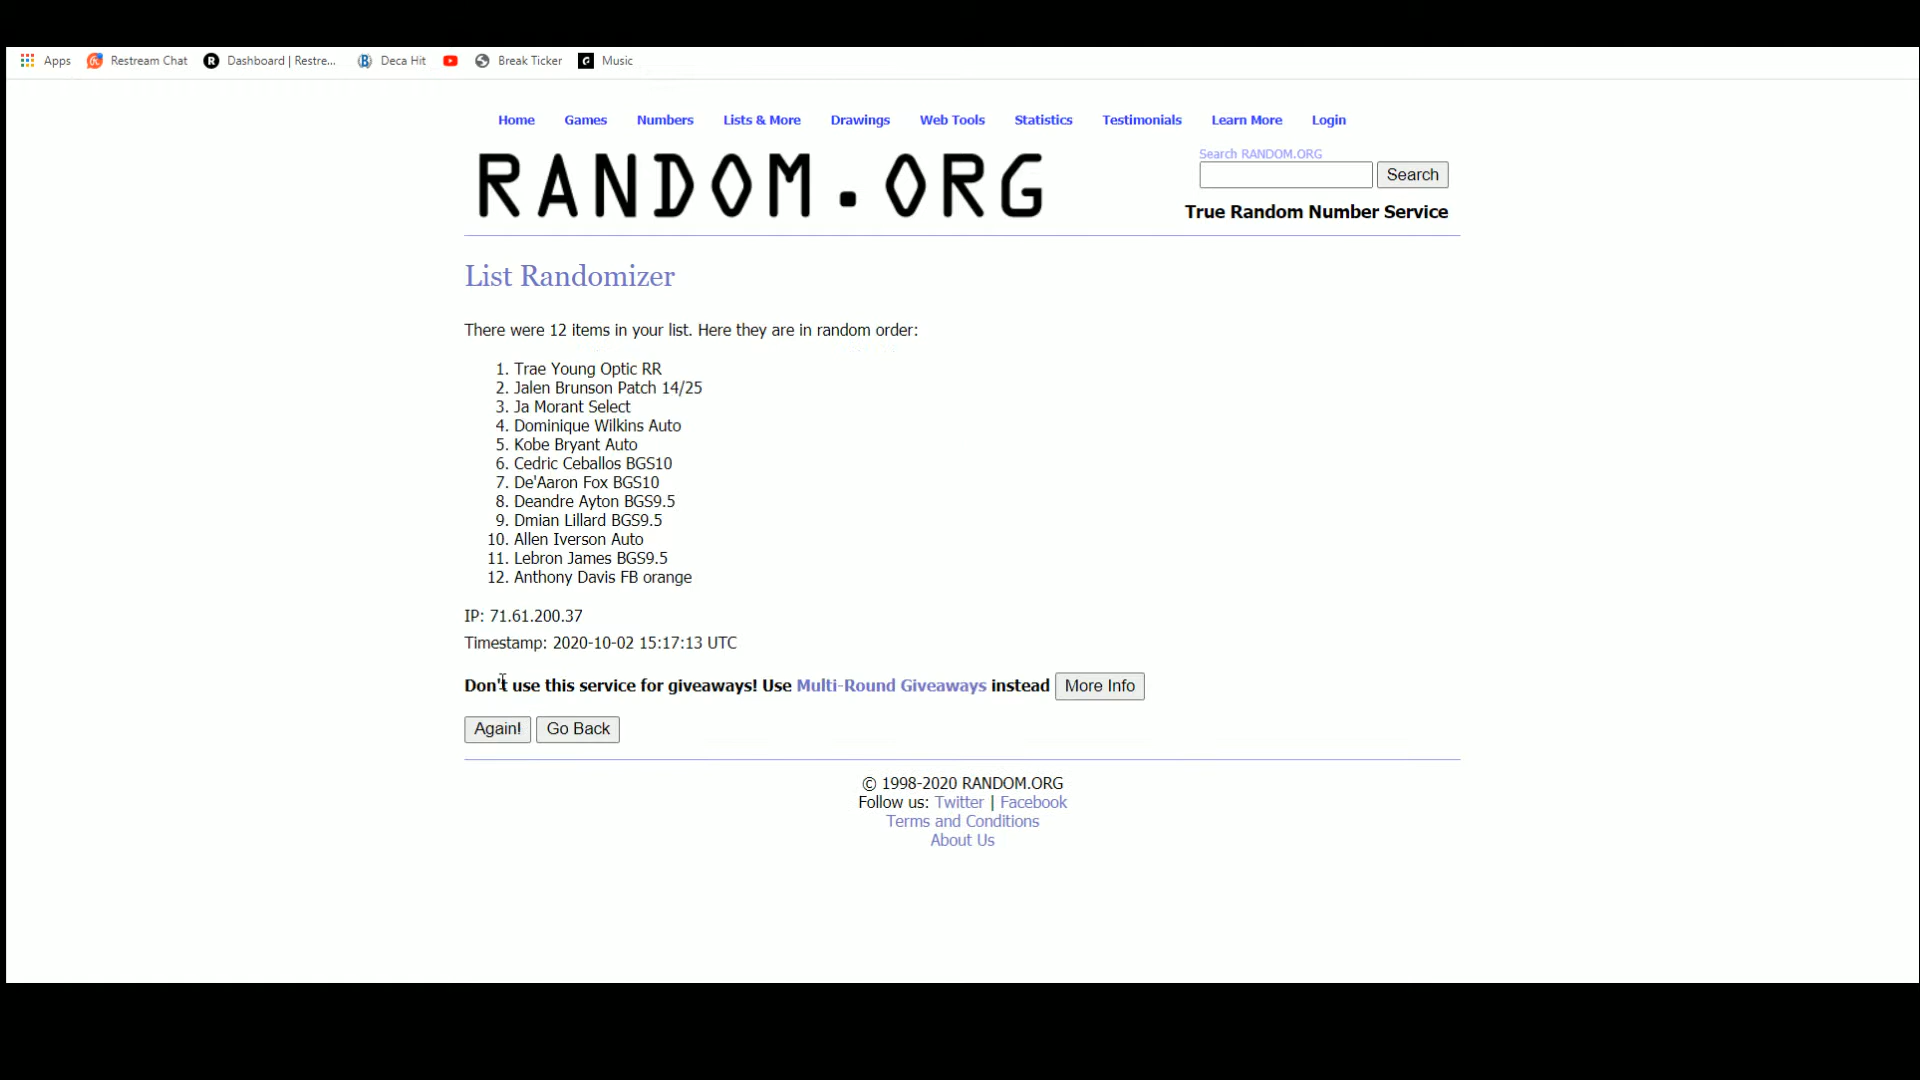 Apps Restream Chat Dashboard | Restre... Deca Hit Break Ticker Music
Home Games Numbers Lists & More Drawings Web Tools Statistics Testimonials Learn More Login
RANDOM.ORG
Search RANDOM.ORG
Search
True Random Number Service
List Randomizer
There were 12 items in your list. Here they are in random order:
1. Trae Young Optic RR
2. Jalen Brunson Patch 14/25
3. Ja Morant Select
4. Dominique Wilkins Auto
5. Kobe Bryant Auto
6. Cedric Ceballos BGS10
7. De'Aaron Fox BGS10
8. Deandre Ayton BGS9.5
9. Dmian Lillard BGS9.5
10. Allen Iverson Auto
11. Lebron James BGS9.5
12. Anthony Davis FB orange
IP: 71.61.200.37
Timestamp: 2020-10-02 15:17:13 UTC
Don't use this service for giveaways! Use Multi-Round Giveaways instead More Info
Again! Go Back
© 1998-2020 RANDOM.ORG
Follow us: Twitter | Facebook
Terms and Conditions
About Us